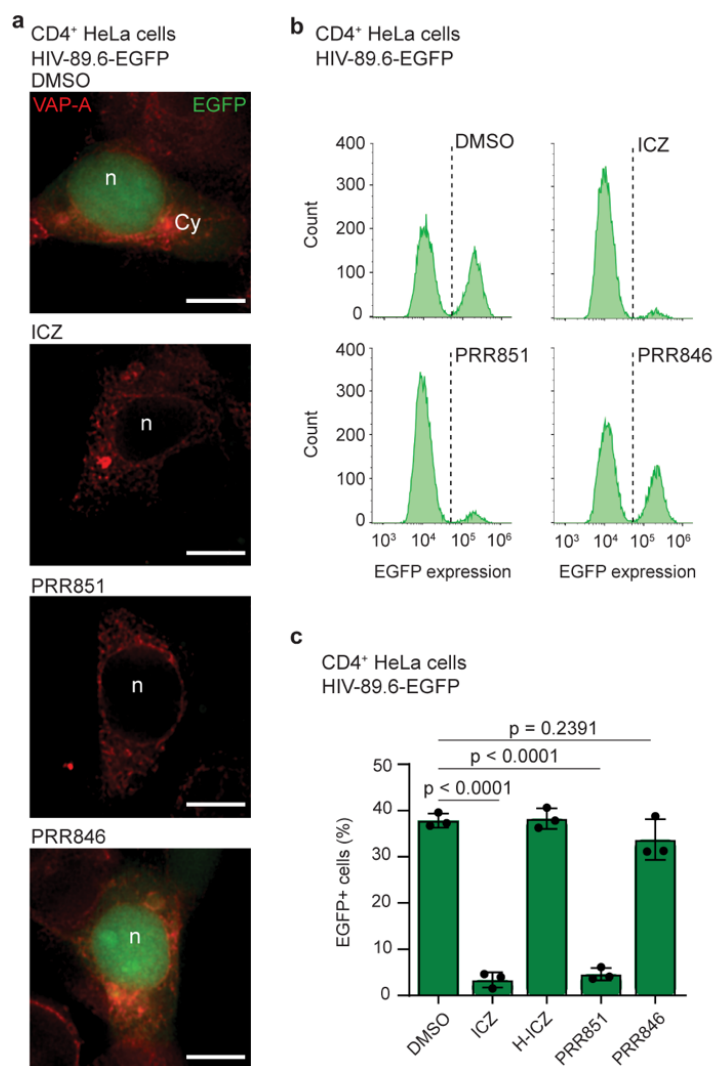 a
CD4⁺ HeLa cells
HIV-89.6-EGFP
DMSO
VAP-A EGFP
n
Cy
ICZ
n
PRR851
n
PRR846
n
b
CD4⁺ HeLa cells
HIV-89.6-EGFP
DMSO ICZ
Count
400
300
200
100
0
PRR851 PRR846
Count
400
300
200
100
0
10³ 10⁴ 10⁵ 10⁶ 10³ 10⁴ 10⁵ 10⁶
EGFP expression EGFP expression
c
CD4⁺ HeLa cells
HIV-89.6-EGFP
p = 0.2391
p < 0.0001
p < 0.0001
EGFP+ cells (%)
50
40
30
20
10
0
DMSO ICZ H-ICZ PRR851 PRR846